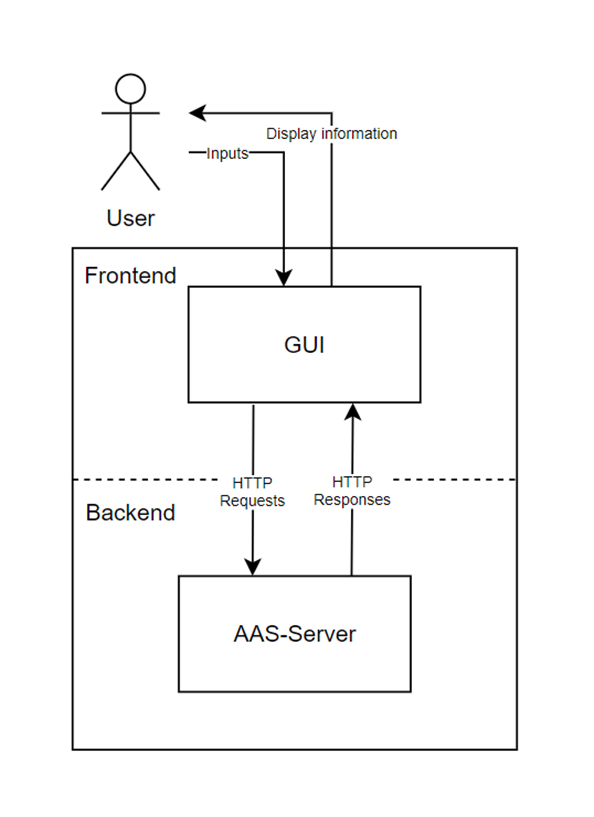 Display information
Inputs
User
Frontend
GUI
HTTP
Requests
HTTP
Responses
Backend
AAS-Server